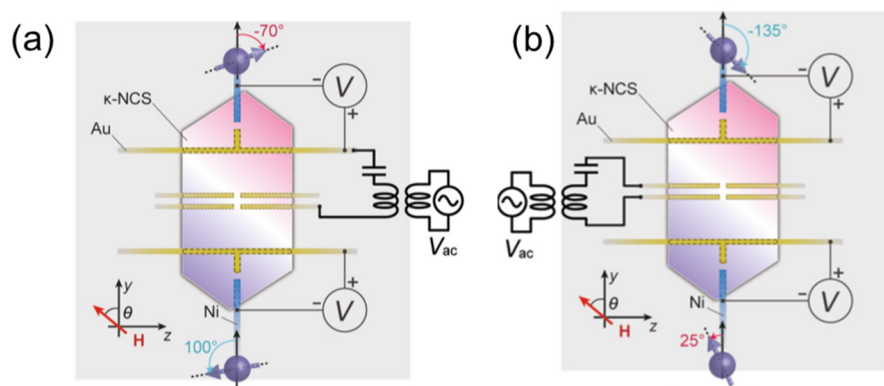 (a)
-70°
V
−
+
κ-NCS
Au
Vac
V
+
−
Ni
y
θ
H
z
100°
(b)
-135°
V
−
+
κ-NCS
Au
Vac
V
+
−
Ni
y
θ
H
z
25°